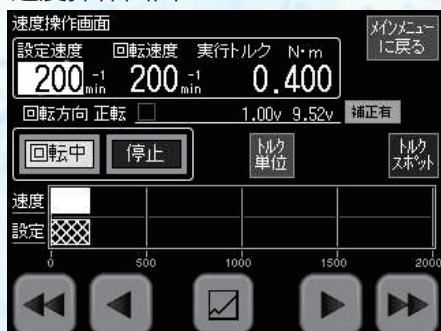 速度操作画面
メインメニュー
に戻る
設定速度 回転速度 実行トルク N･m
200 min⁻¹ 200 min⁻¹ 0.400
回転方向 正転 1.00v 9.52v 補正有
回転中 停止 トルク単位 トルクスポット
速度
設定
0 500 1000 1500 2000